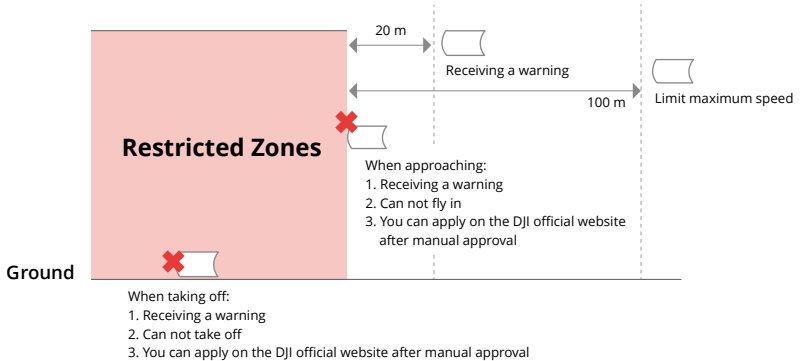 20 m
Receiving a warning
100 m
Limit maximum speed
Restricted Zones
When approaching:
1. Receiving a warning
2. Can not fly in
3. You can apply on the DJI official website
after manual approval
Ground
When taking off:
1. Receiving a warning
2. Can not take off
3. You can apply on the DJI official website after manual approval